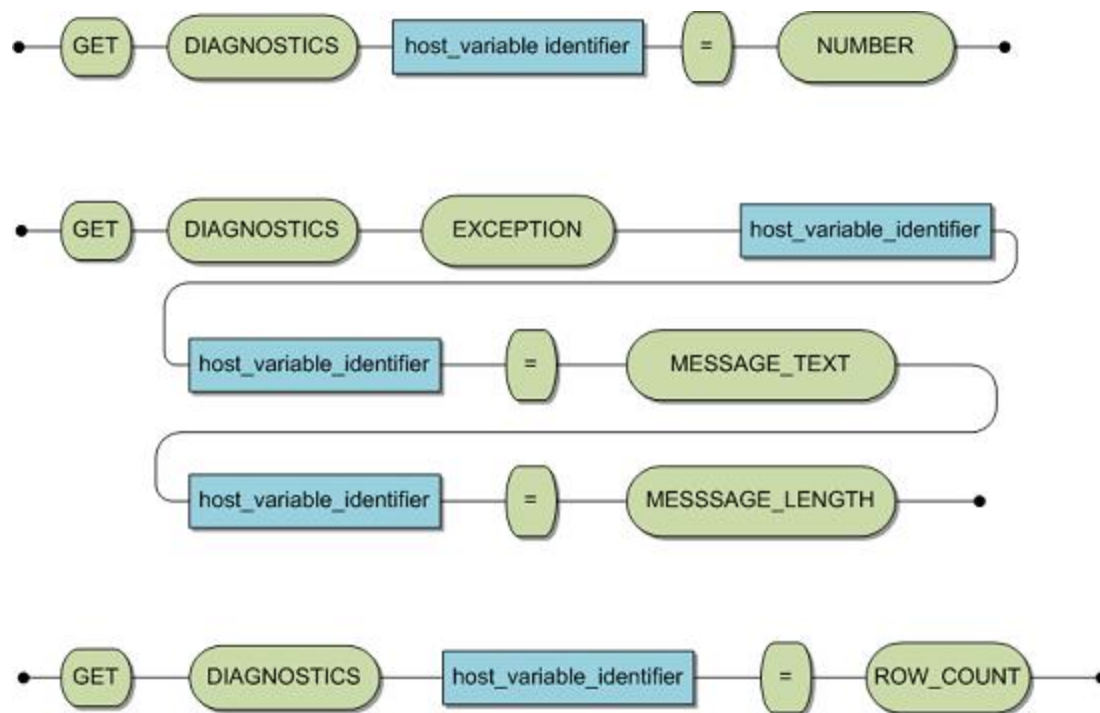 GET DIAGNOSTICS host_variable identifier = NUMBER
GET DIAGNOSTICS EXCEPTION host_variable_identifier
host_variable_identifier = MESSAGE_TEXT
host_variable_identifier = MESSSAGE_LENGTH
GET DIAGNOSTICS host_variable_identifier = ROW_COUNT